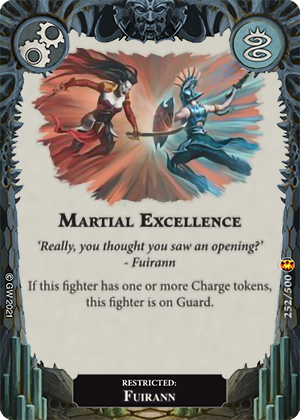 MARTIAL EXCELLENCE
‘Really, you thought you saw an opening?’
- Fuirann
If this fighter has one or more Charge tokens,
this fighter is on Guard.
© GW 2021
252/500
RESTRICTED:
FUIRANN